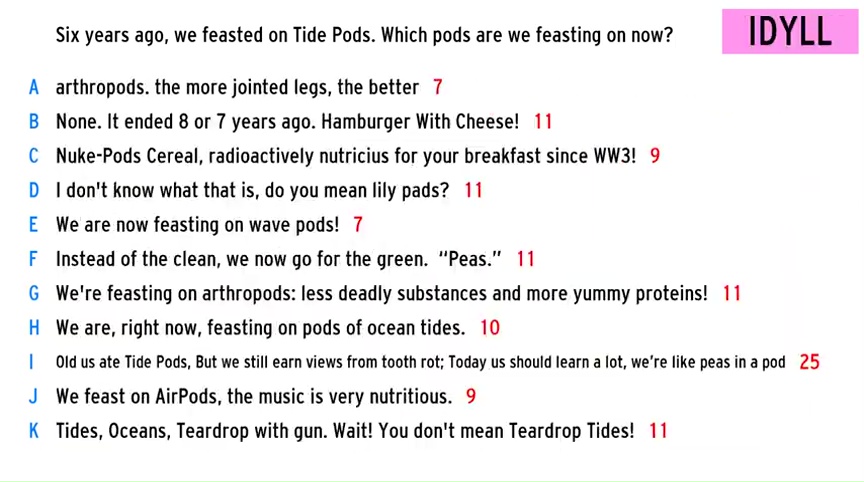 Six years ago, we feasted on Tide Pods. Which pods are we feasting on now?
IDYLL
A arthropods. the more jointed legs, the better 7
B None. It ended 8 or 7 years ago. Hamburger With Cheese! 11
C Nuke-Pods Cereal, radioactively nutricius for your breakfast since WW3! 9
D I don't know what that is, do you mean lily pads? 11
E We are now feasting on wave pods! 7
F Instead of the clean, we now go for the green. “Peas.” 11
G We're feasting on arthropods: less deadly substances and more yummy proteins! 11
H We are, right now, feasting on pods of ocean tides. 10
I Old us ate Tide Pods, But we still earn views from tooth rot; Today us should learn a lot, we’re like peas in a pod 25
J We feast on AirPods, the music is very nutritious. 9
K Tides, Oceans, Teardrop with gun. Wait! You don't mean Teardrop Tides! 11